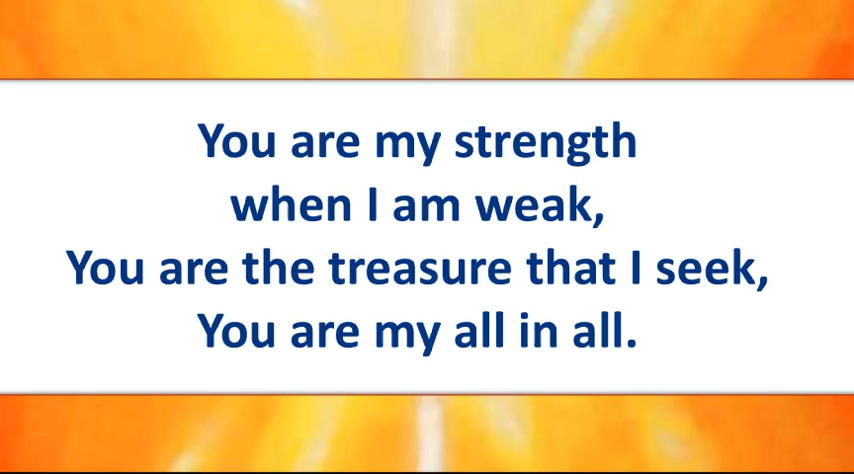 You are my strength
when I am weak,
You are the treasure that I seek,
You are my all in all.